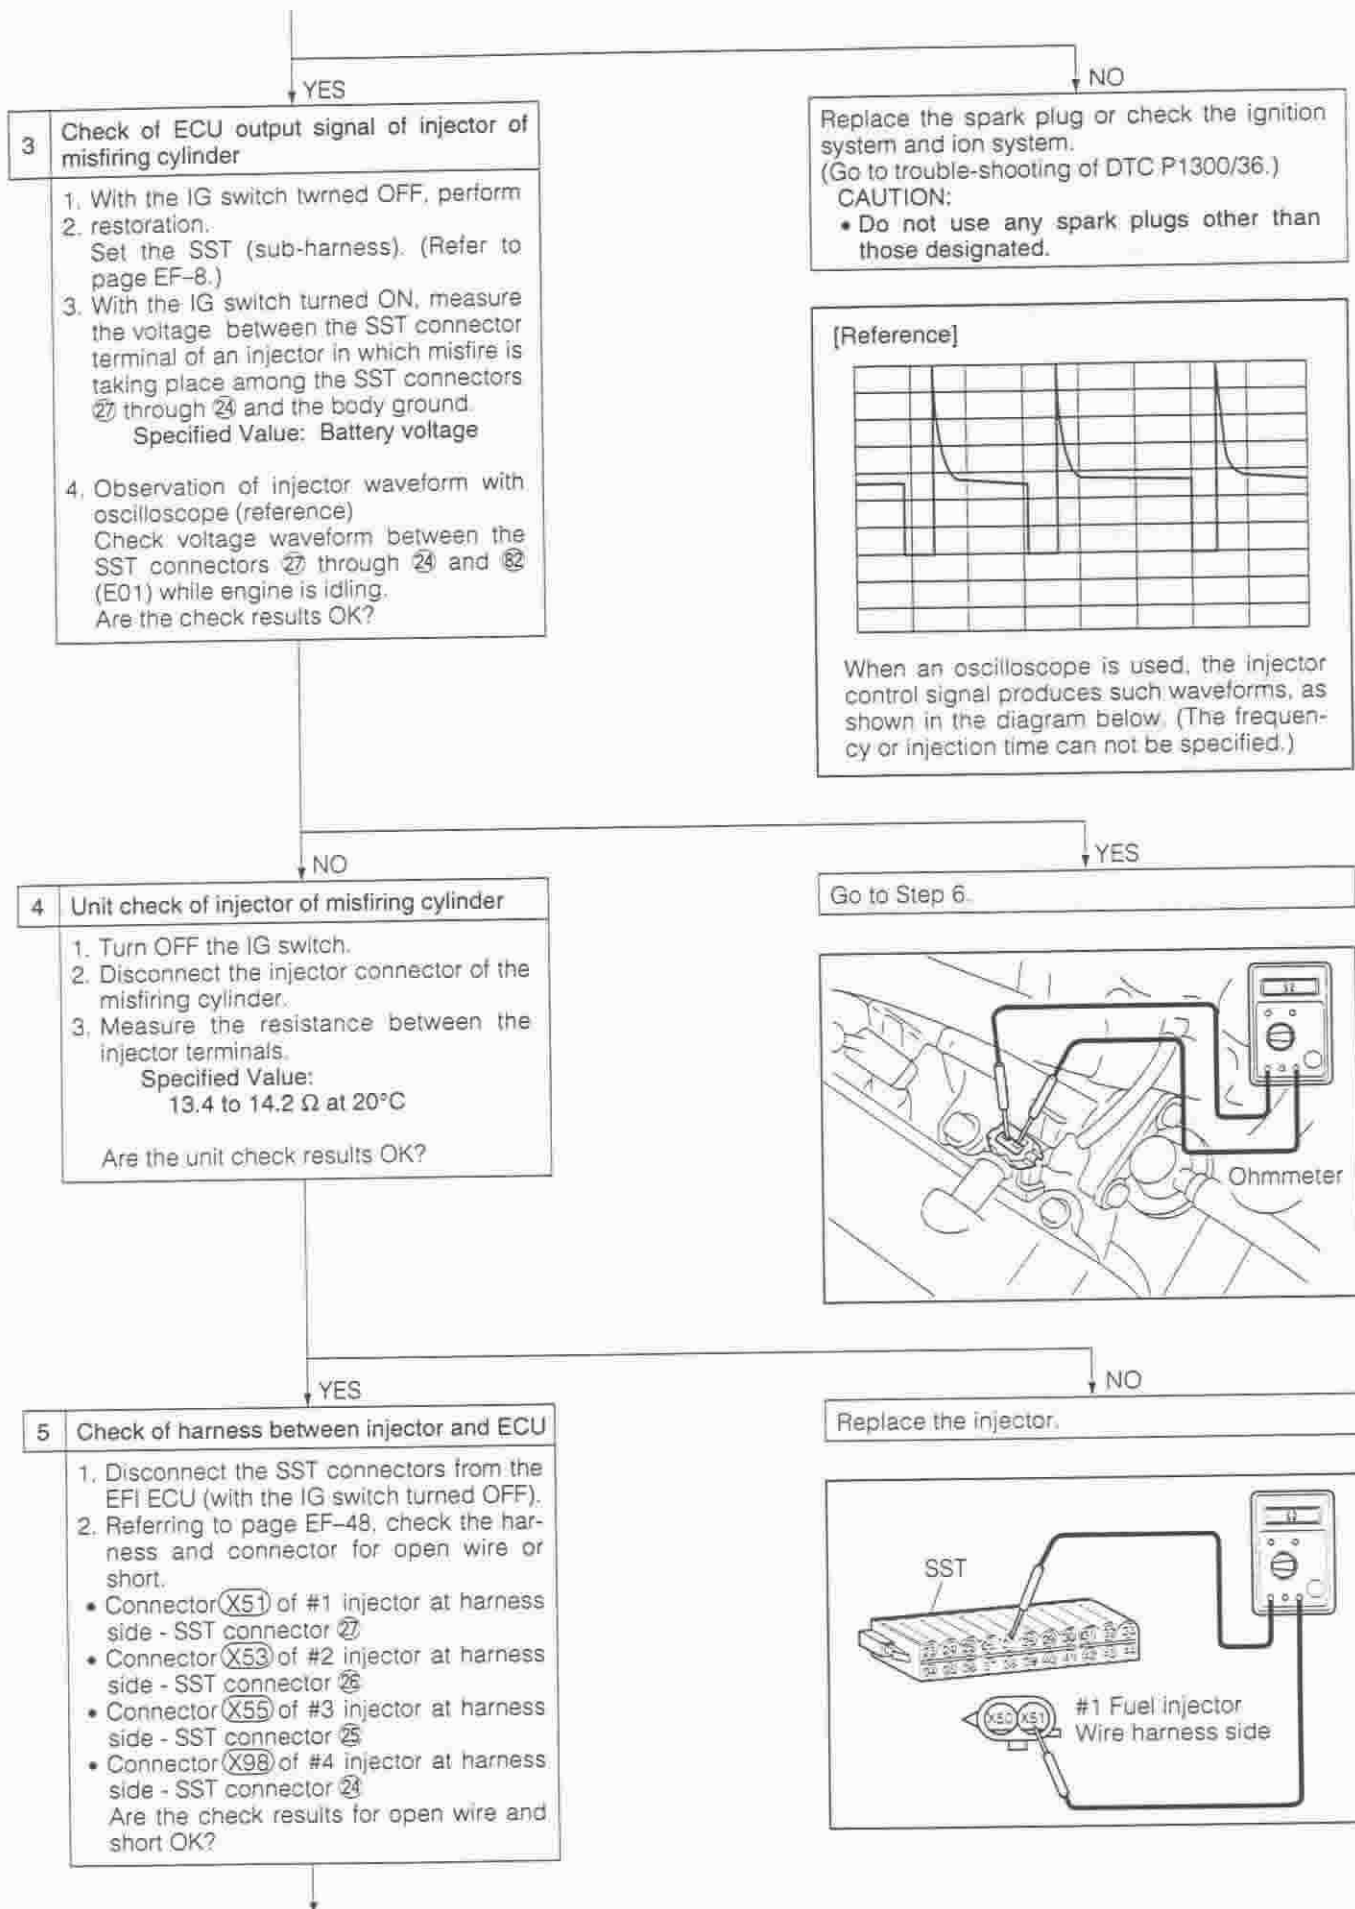 YES
NO
3
Check of ECU output signal of injector of
misfiring cylinder
1. With the IG switch twrned OFF, perform
2. restoration.
Set the SST (sub-harness). (Refer to
page EF–8.)
3. With the IG switch turned ON, measure
the voltage between the SST connector
terminal of an injector in which misfire is
taking place among the SST connectors
㉗ through ㉔ and the body ground.
Specified Value: Battery voltage
4. Observation of injector waveform with
oscilloscope (reference)
Check voltage waveform between the
SST connectors ㉗ through ㉔ and 82
(E01) while engine is idling.
Are the check results OK?
Replace the spark plug or check the ignition
system and ion system.
(Go to trouble-shooting of DTC P1300/36.)
CAUTION:
• Do not use any spark plugs other than
those designated.
[Reference]
When an oscilloscope is used, the injector
control signal produces such waveforms, as
shown in the diagram below. (The frequen-
cy or injection time can not be specified.)
NO
YES
4
Unit check of injector of misfiring cylinder
1. Turn OFF the IG switch.
2. Disconnect the injector connector of the
misfiring cylinder.
3. Measure the resistance between the
injector terminals.
Specified Value:
13.4 to 14.2 Ω at 20°C
Are the unit check results OK?
Go to Step 6.
Ohmmeter
YES
NO
5
Check of harness between injector and ECU
1. Disconnect the SST connectors from the
EFI ECU (with the IG switch turned OFF).
2. Referring to page EF–48, check the har-
ness and connector for open wire or
short.
• Connector X51 of #1 injector at harness
side - SST connector ㉗
• Connector X53 of #2 injector at harness
side - SST connector ㉖
• Connector X55 of #3 injector at harness
side - SST connector ㉕
• Connector X98 of #4 injector at harness
side - SST connector ㉔
Are the check results for open wire and
short OK?
Replace the injector.
Ω
SST
X50 X51
#1 Fuel injector
Wire harness side